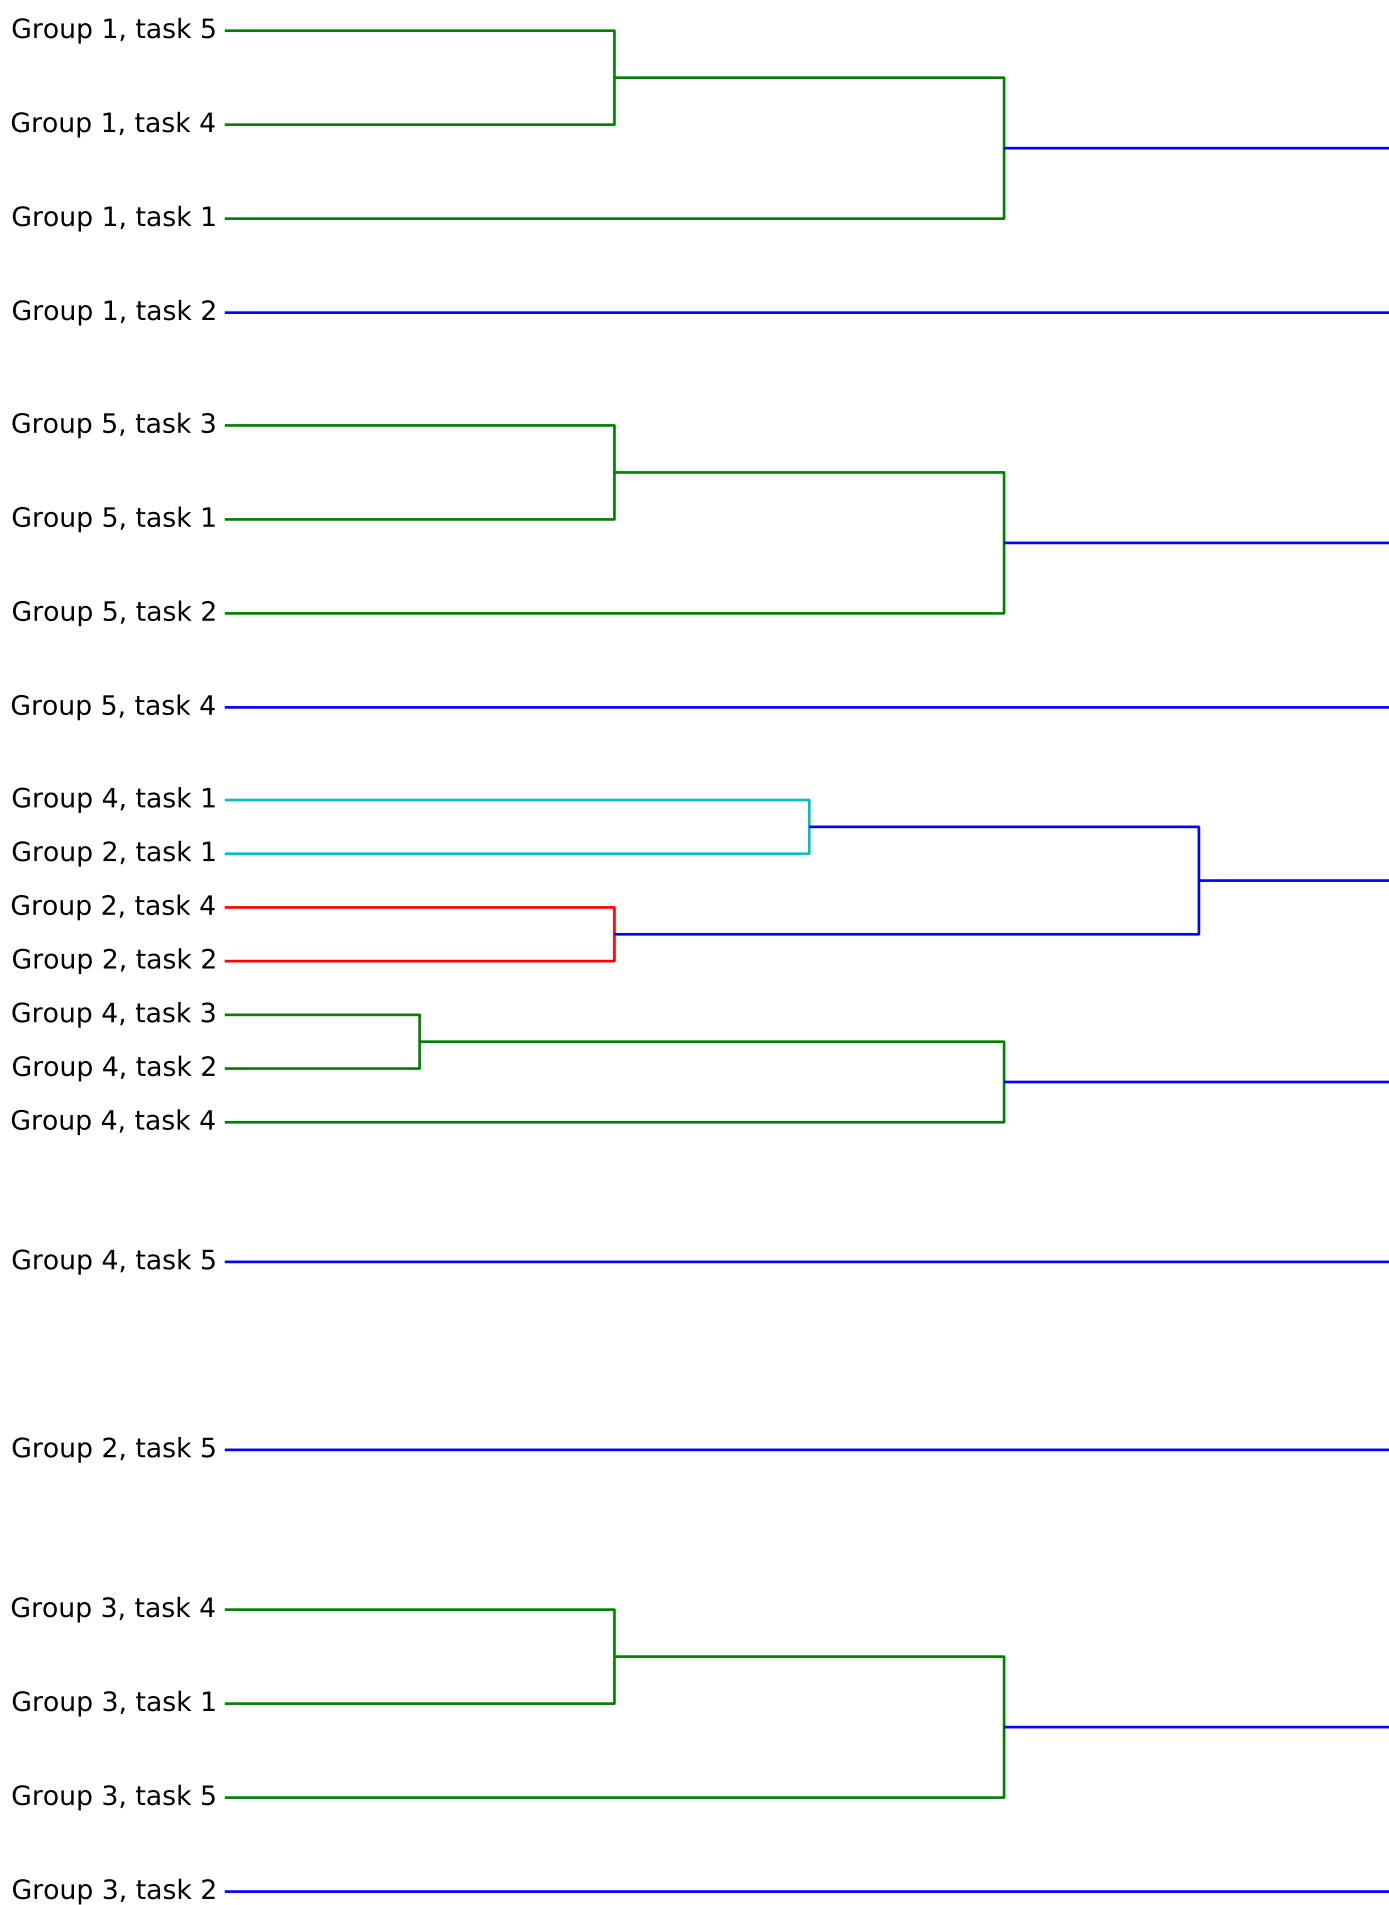 Group 1, task 5
Group 1, task 4
Group 1, task 1
Group 1, task 2
Group 5, task 3
Group 5, task 1
Group 5, task 2
Group 5, task 4
Group 4, task 1
Group 2, task 1
Group 2, task 4
Group 2, task 2
Group 4, task 3
Group 4, task 2
Group 4, task 4
Group 4, task 5
Group 2, task 5
Group 3, task 4
Group 3, task 1
Group 3, task 5
Group 3, task 2